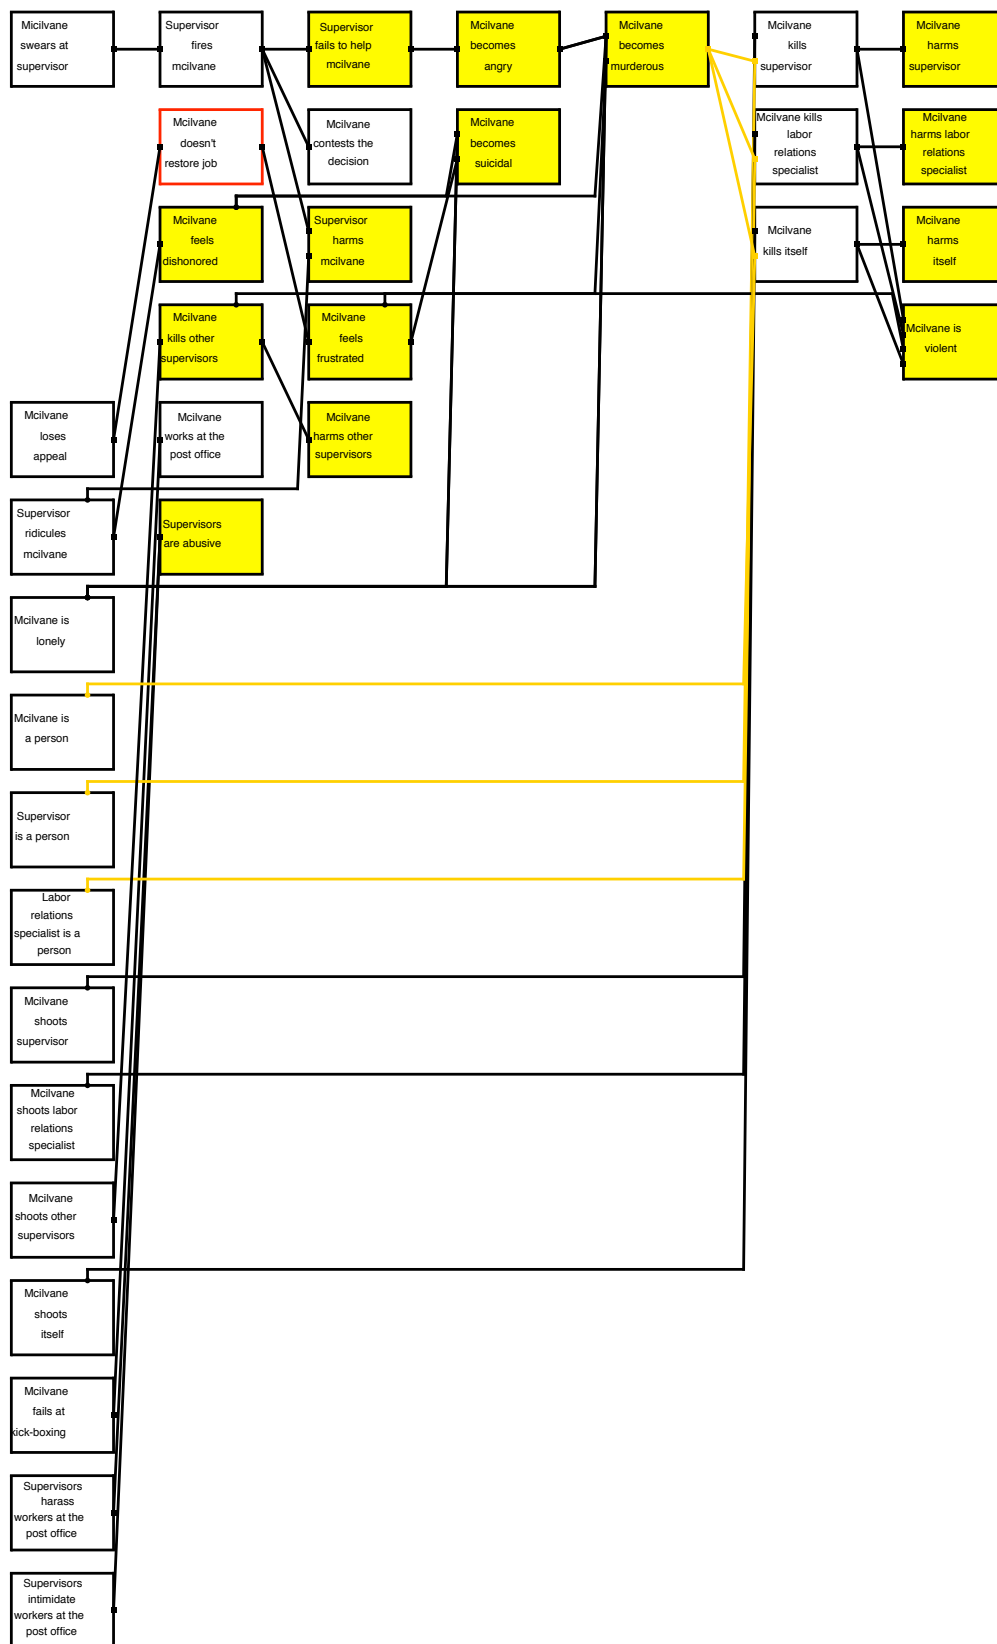 Micilvane
swears at
supervisor
Supervisor
fires
mcilvane
Supervisor
fails to help
mcilvane
Mcilvane
becomes
angry
Mcilvane
becomes
murderous
Mcilvane
kills
supervisor
Mcilvane
harms
supervisor
Mcilvane
doesn't
restore job
Mcilvane
contests the
decision
Mcilvane
becomes
suicidal
Mcilvane kills
labor
relations
specialist
Mcilvane
harms labor
relations
specialist
Mcilvane
feels
dishonored
Supervisor
harms
mcilvane
Mcilvane
kills itself
Mcilvane
harms
itself
Mcilvane
kills other
supervisors
Mcilvane
feels
frustrated
Mcilvane is
violent
Mcilvane
loses
appeal
Mcilvane
works at the
post office
Mcilvane
harms other
supervisors
Supervisor
ridicules
mcilvane
Supervisors
are abusive
Mcilvane is
lonely
Mcilvane is
a person
Supervisor
is a person
Labor
relations
specialist is a
person
Mcilvane
shoots
supervisor
Mcilvane
shoots labor
relations
specialist
Mcilvane
shoots other
supervisors
Mcilvane
shoots
itself
Mcilvane
fails at
kick-boxing
Supervisors
harass
workers at the
post office
Supervisors
intimidate
workers at the
post office